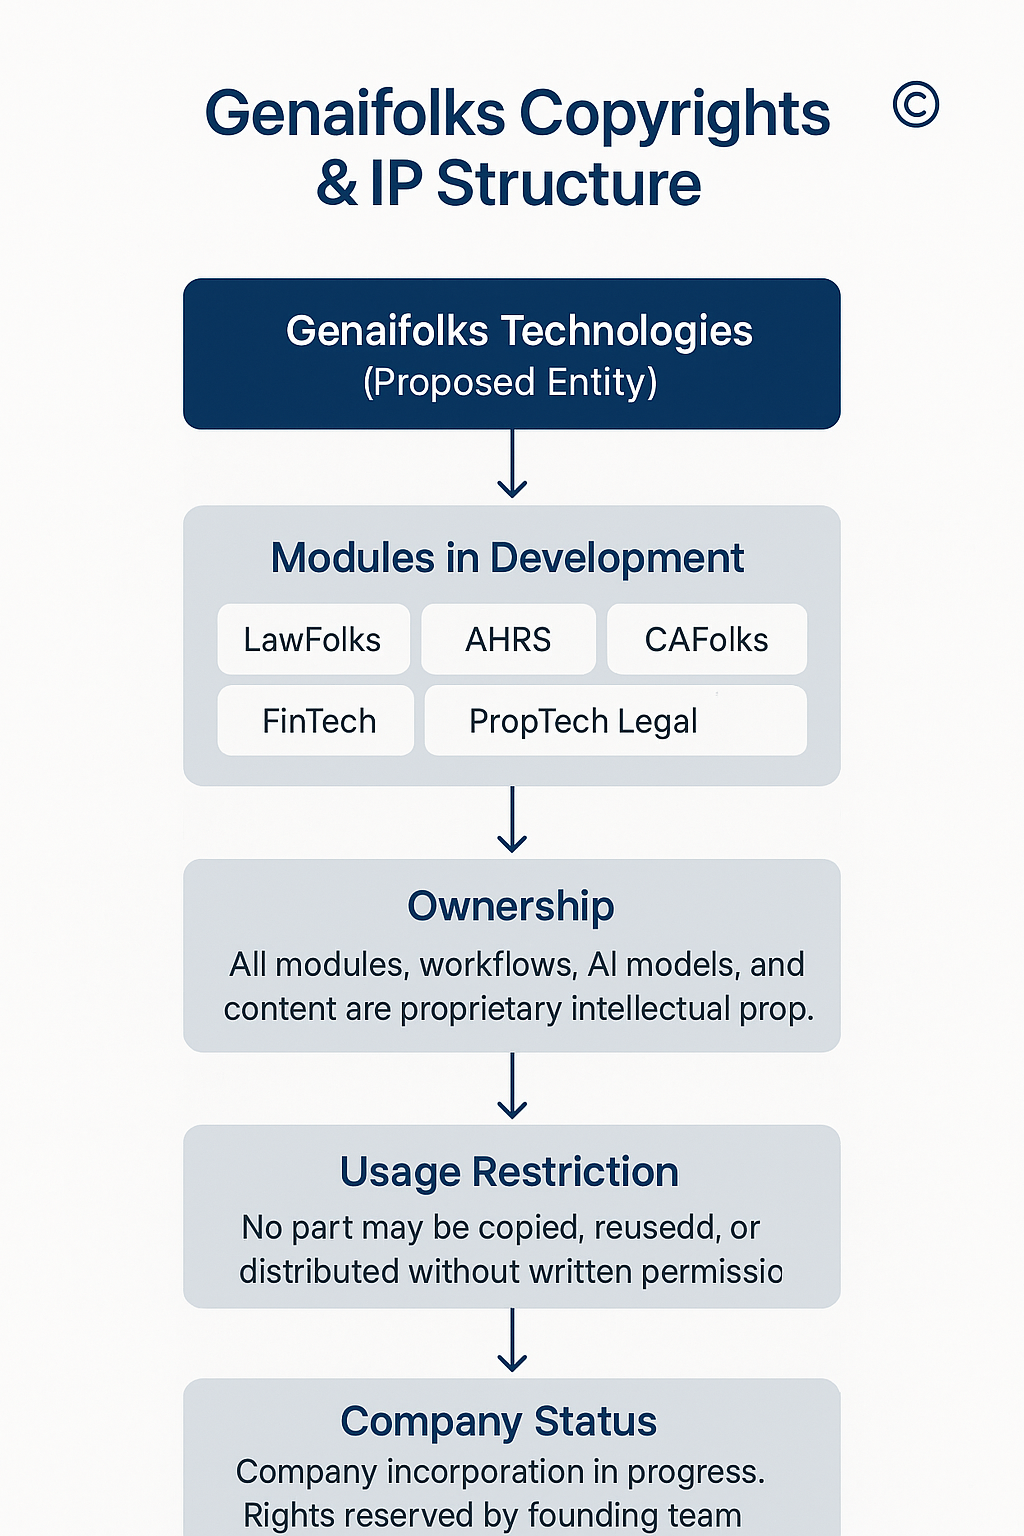 Genaifolks Copyrights
©
& IP Structure
Genaifolks Technologies
(Proposed Entity)
Modules in Development
LawFolks
AHRS
CAFolks
FinTech
PropTech Legal
Ownership
All modules, workflows, AI models, and
content are proprietary intellectual prop.
Usage Restriction
No part may be copied, reusedd, or
distributed without written permissio
Company Status
Company incorporation in progress.
Rights reserved by founding team